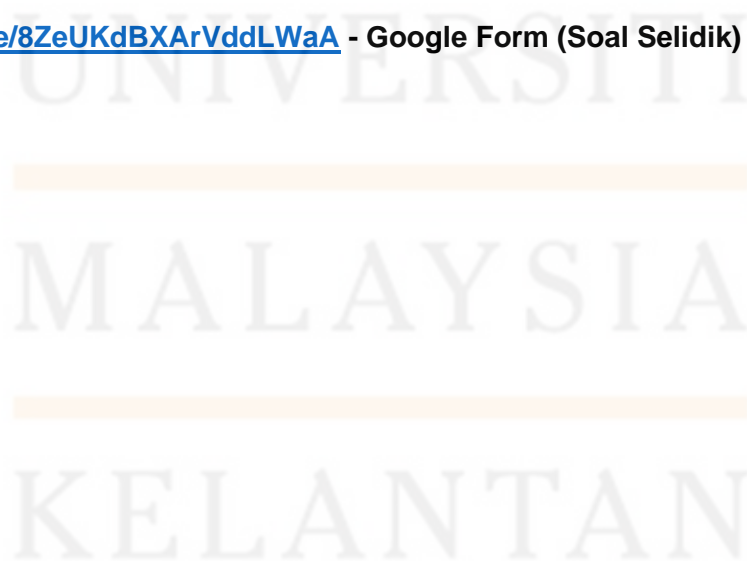 e/8ZeUKdBXArVddLWaA - Google Form (Soal Selidik)
UNIVERSITI
MALAYSIA
KELANTAN